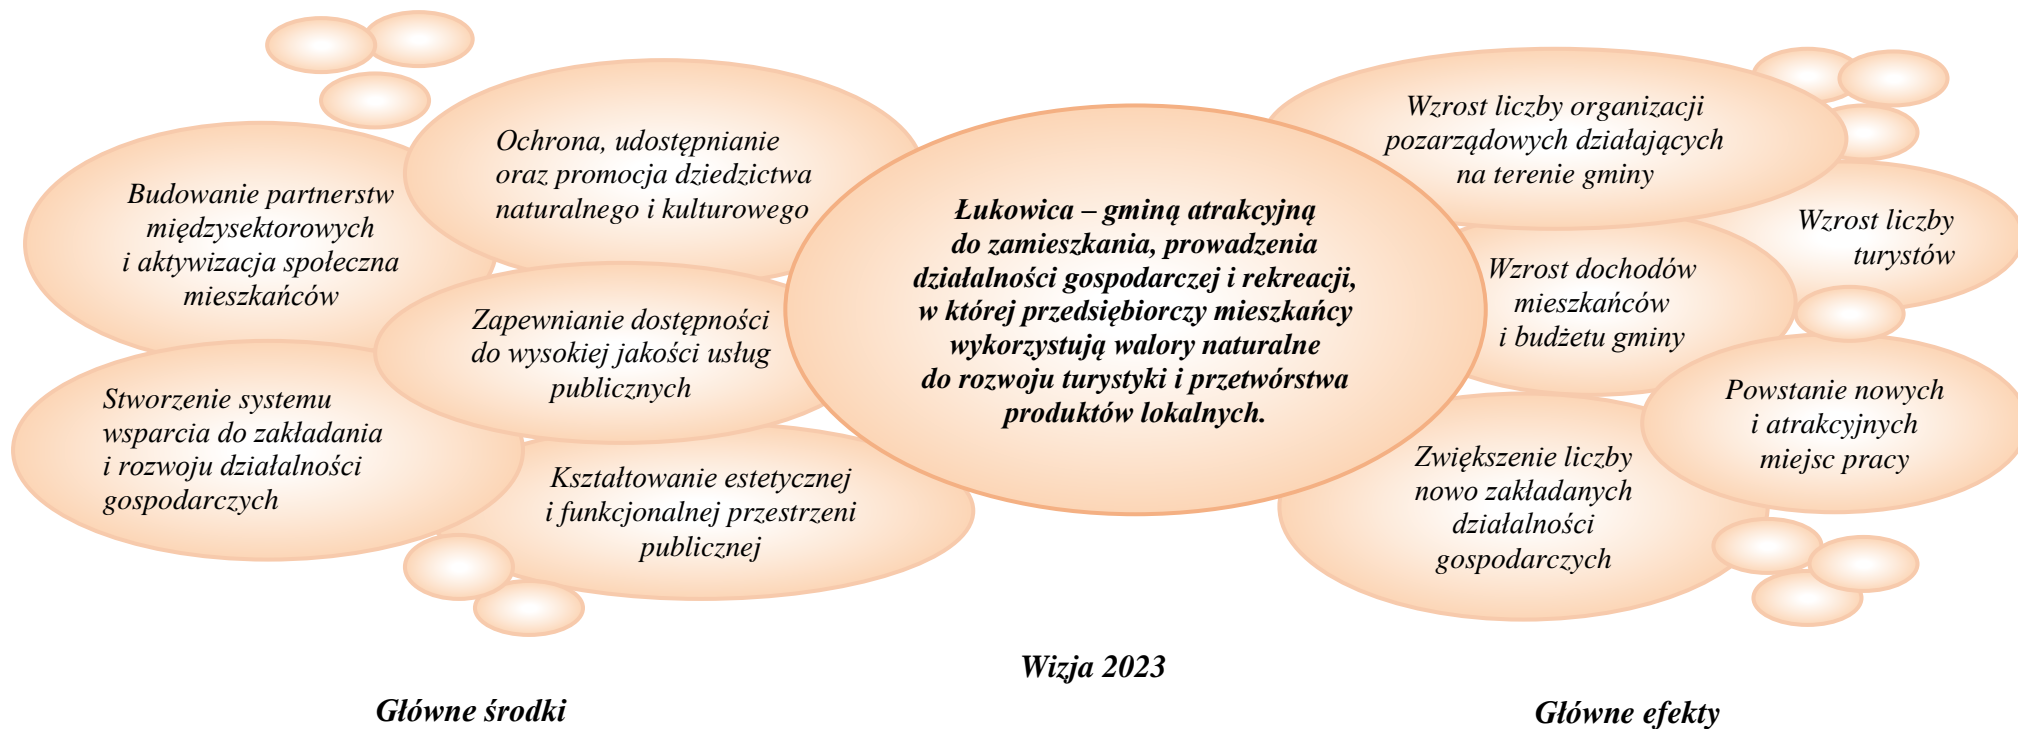 Budowanie partnerstw
międzysektorowych
i aktywizacja społeczna
mieszkańców
Ochrona, udostępnianie
oraz promocja dziedzictwa
naturalnego i kulturowego
Zapewnianie dostępności
do wysokiej jakości usług
publicznych
Stworzenie systemu
wsparcia do zakładania
i rozwoju działalności
gospodarczych
Kształtowanie estetycznej
i funkcjonalnej przestrzeni
publicznej
Łukowica – gminą atrakcyjną
do zamieszkania, prowadzenia
działalności gospodarczej i rekreacji,
w której przedsiębiorczy mieszkańcy
wykorzystują walory naturalne
do rozwoju turystyki i przetwórstwa
produktów lokalnych.
Wzrost liczby organizacji
pozarządowych działających
na terenie gminy
Wzrost liczby
turystów
Wzrost dochodów
mieszkańców
i budżetu gminy
Powstanie nowych
i atrakcyjnych
miejsc pracy
Zwiększenie liczby
nowo zakładanych
działalności
gospodarczych
Wizja 2023
Główne środki
Główne efekty